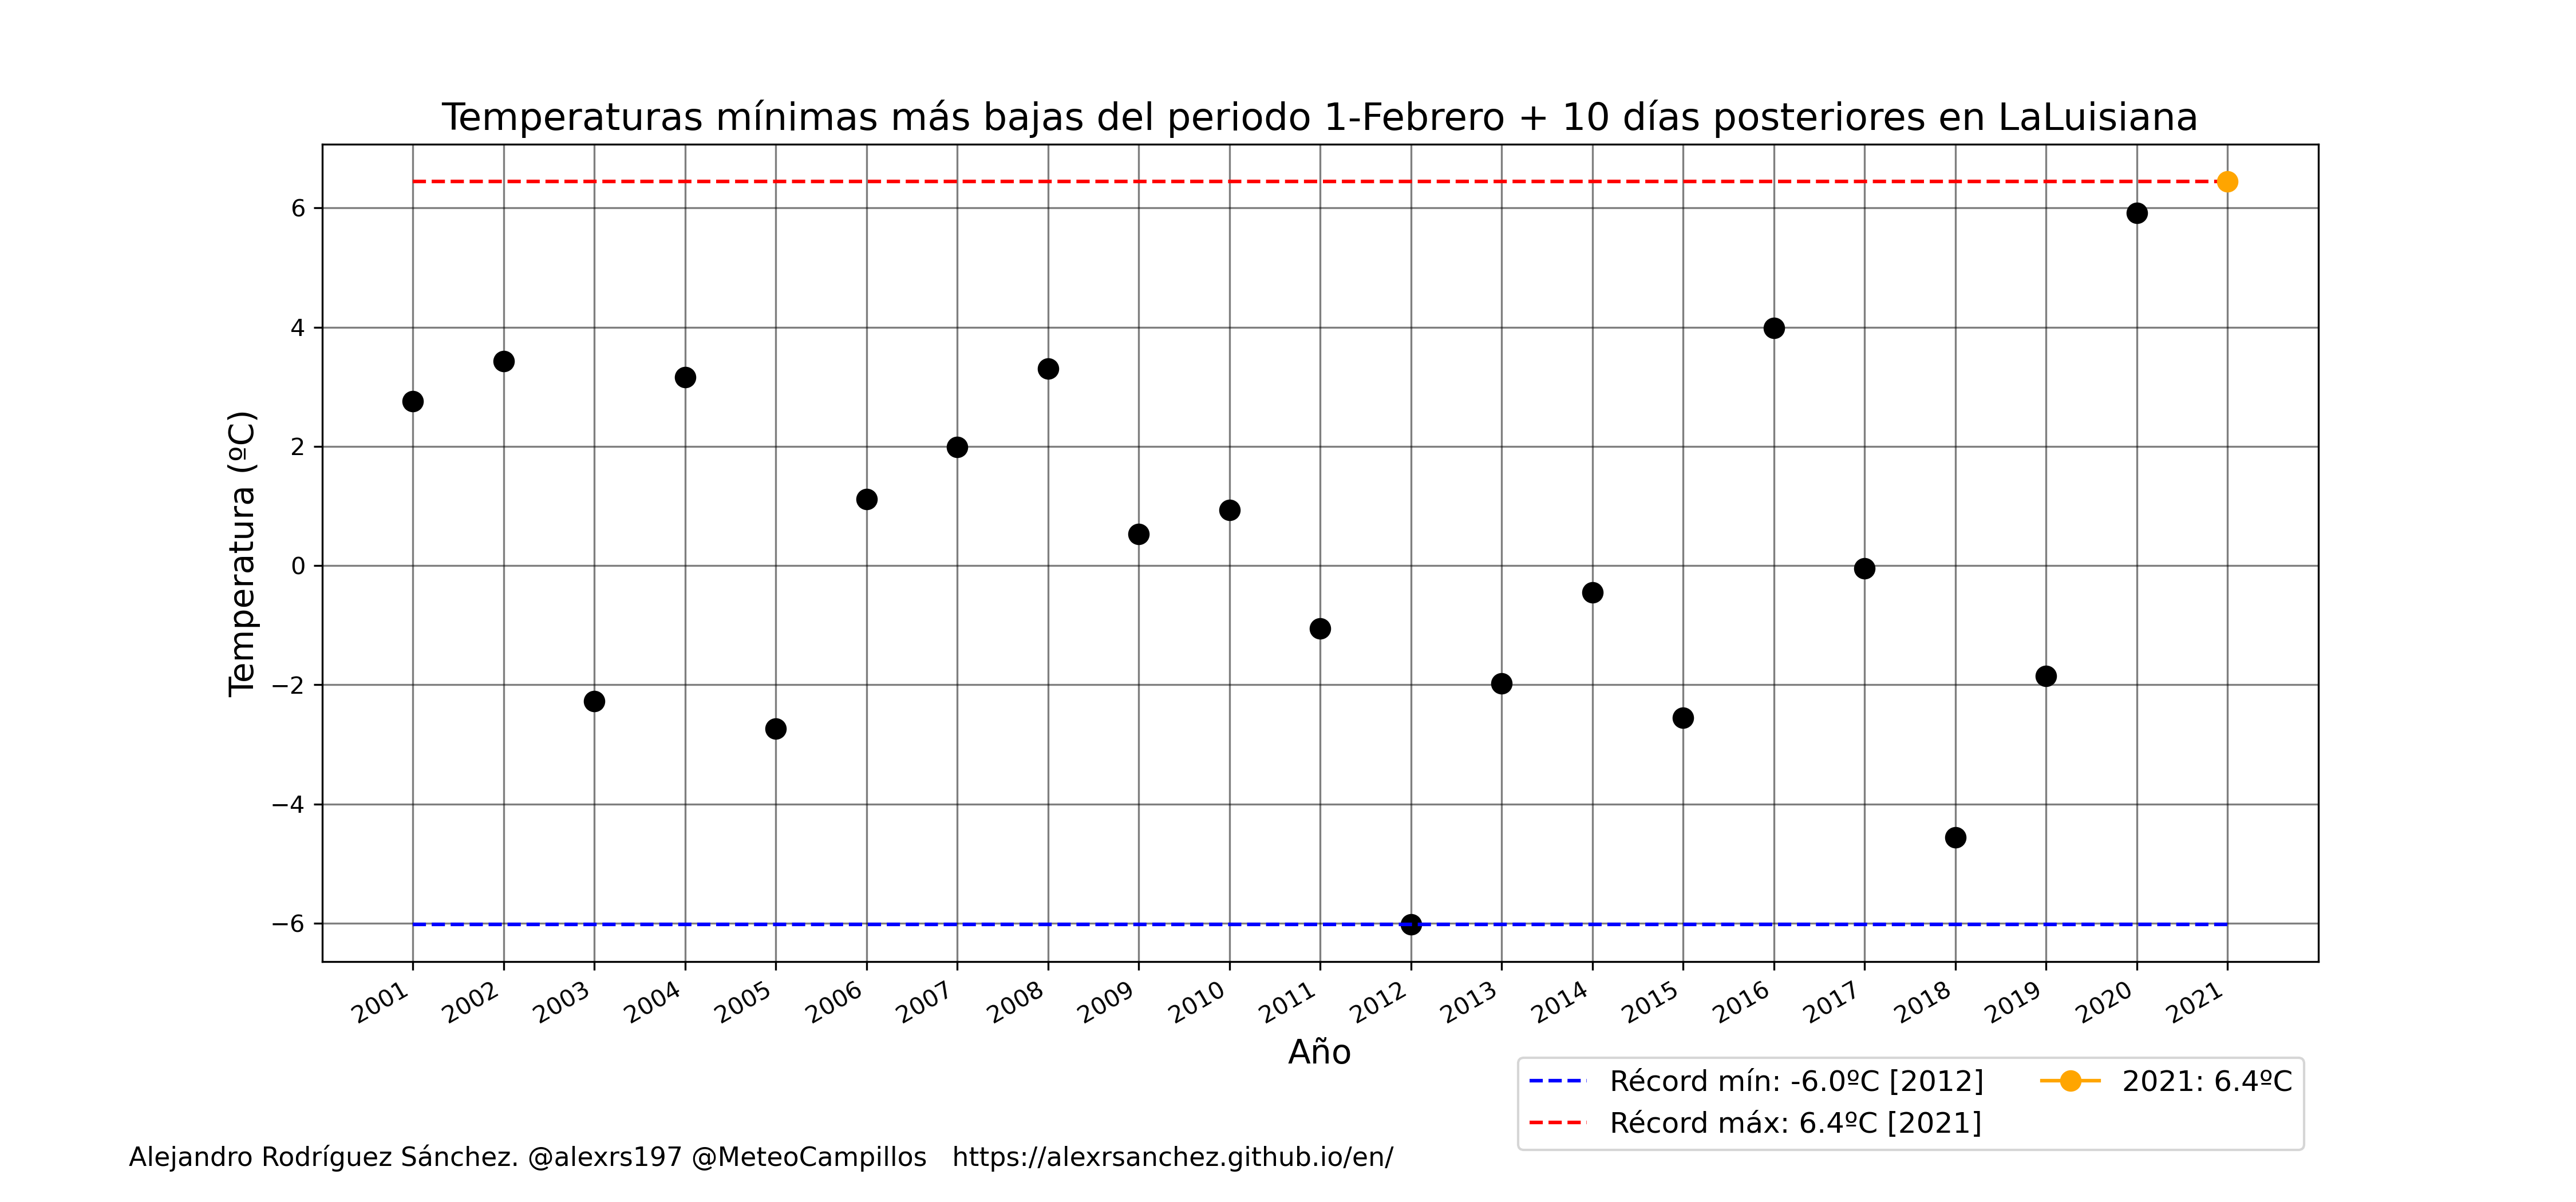 Temperaturas mínimas más bajas del periodo 1-Febrero + 10 días posteriores en LaLuisiana
Temperatura (ºC)
6
4
2
0
−2
−4
−6
2001 2002 2003 2004 2005 2006 2007 2008 2009 2010 2011 2012 2013 2014 2015 2016 2017 2018 2019 2020 2021
Año
Récord mín: -6.0ºC [2012]
Récord máx: 6.4ºC [2021]
2021: 6.4ºC
Alejandro Rodríguez Sánchez. @alexrs197 @MeteoCampillos https://alexrsanchez.github.io/en/